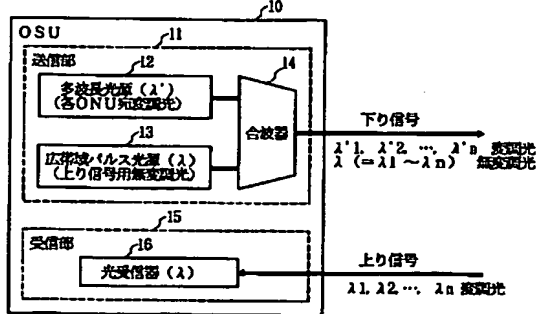 10
OSU
11
送信部
12
多波長光源 (λ')
(各ONU宛変調光)
13
広帯域パルス光源 (λ)
(上り信号用無変調光)
14
合波器
下り信号
λ'1, λ'2, …, λ'n 変調光
λ (=λ1〜λn) 無変調光
15
受信部
16
光受信器 (λ)
上り信号
λ1, λ2, …, λn 変調光